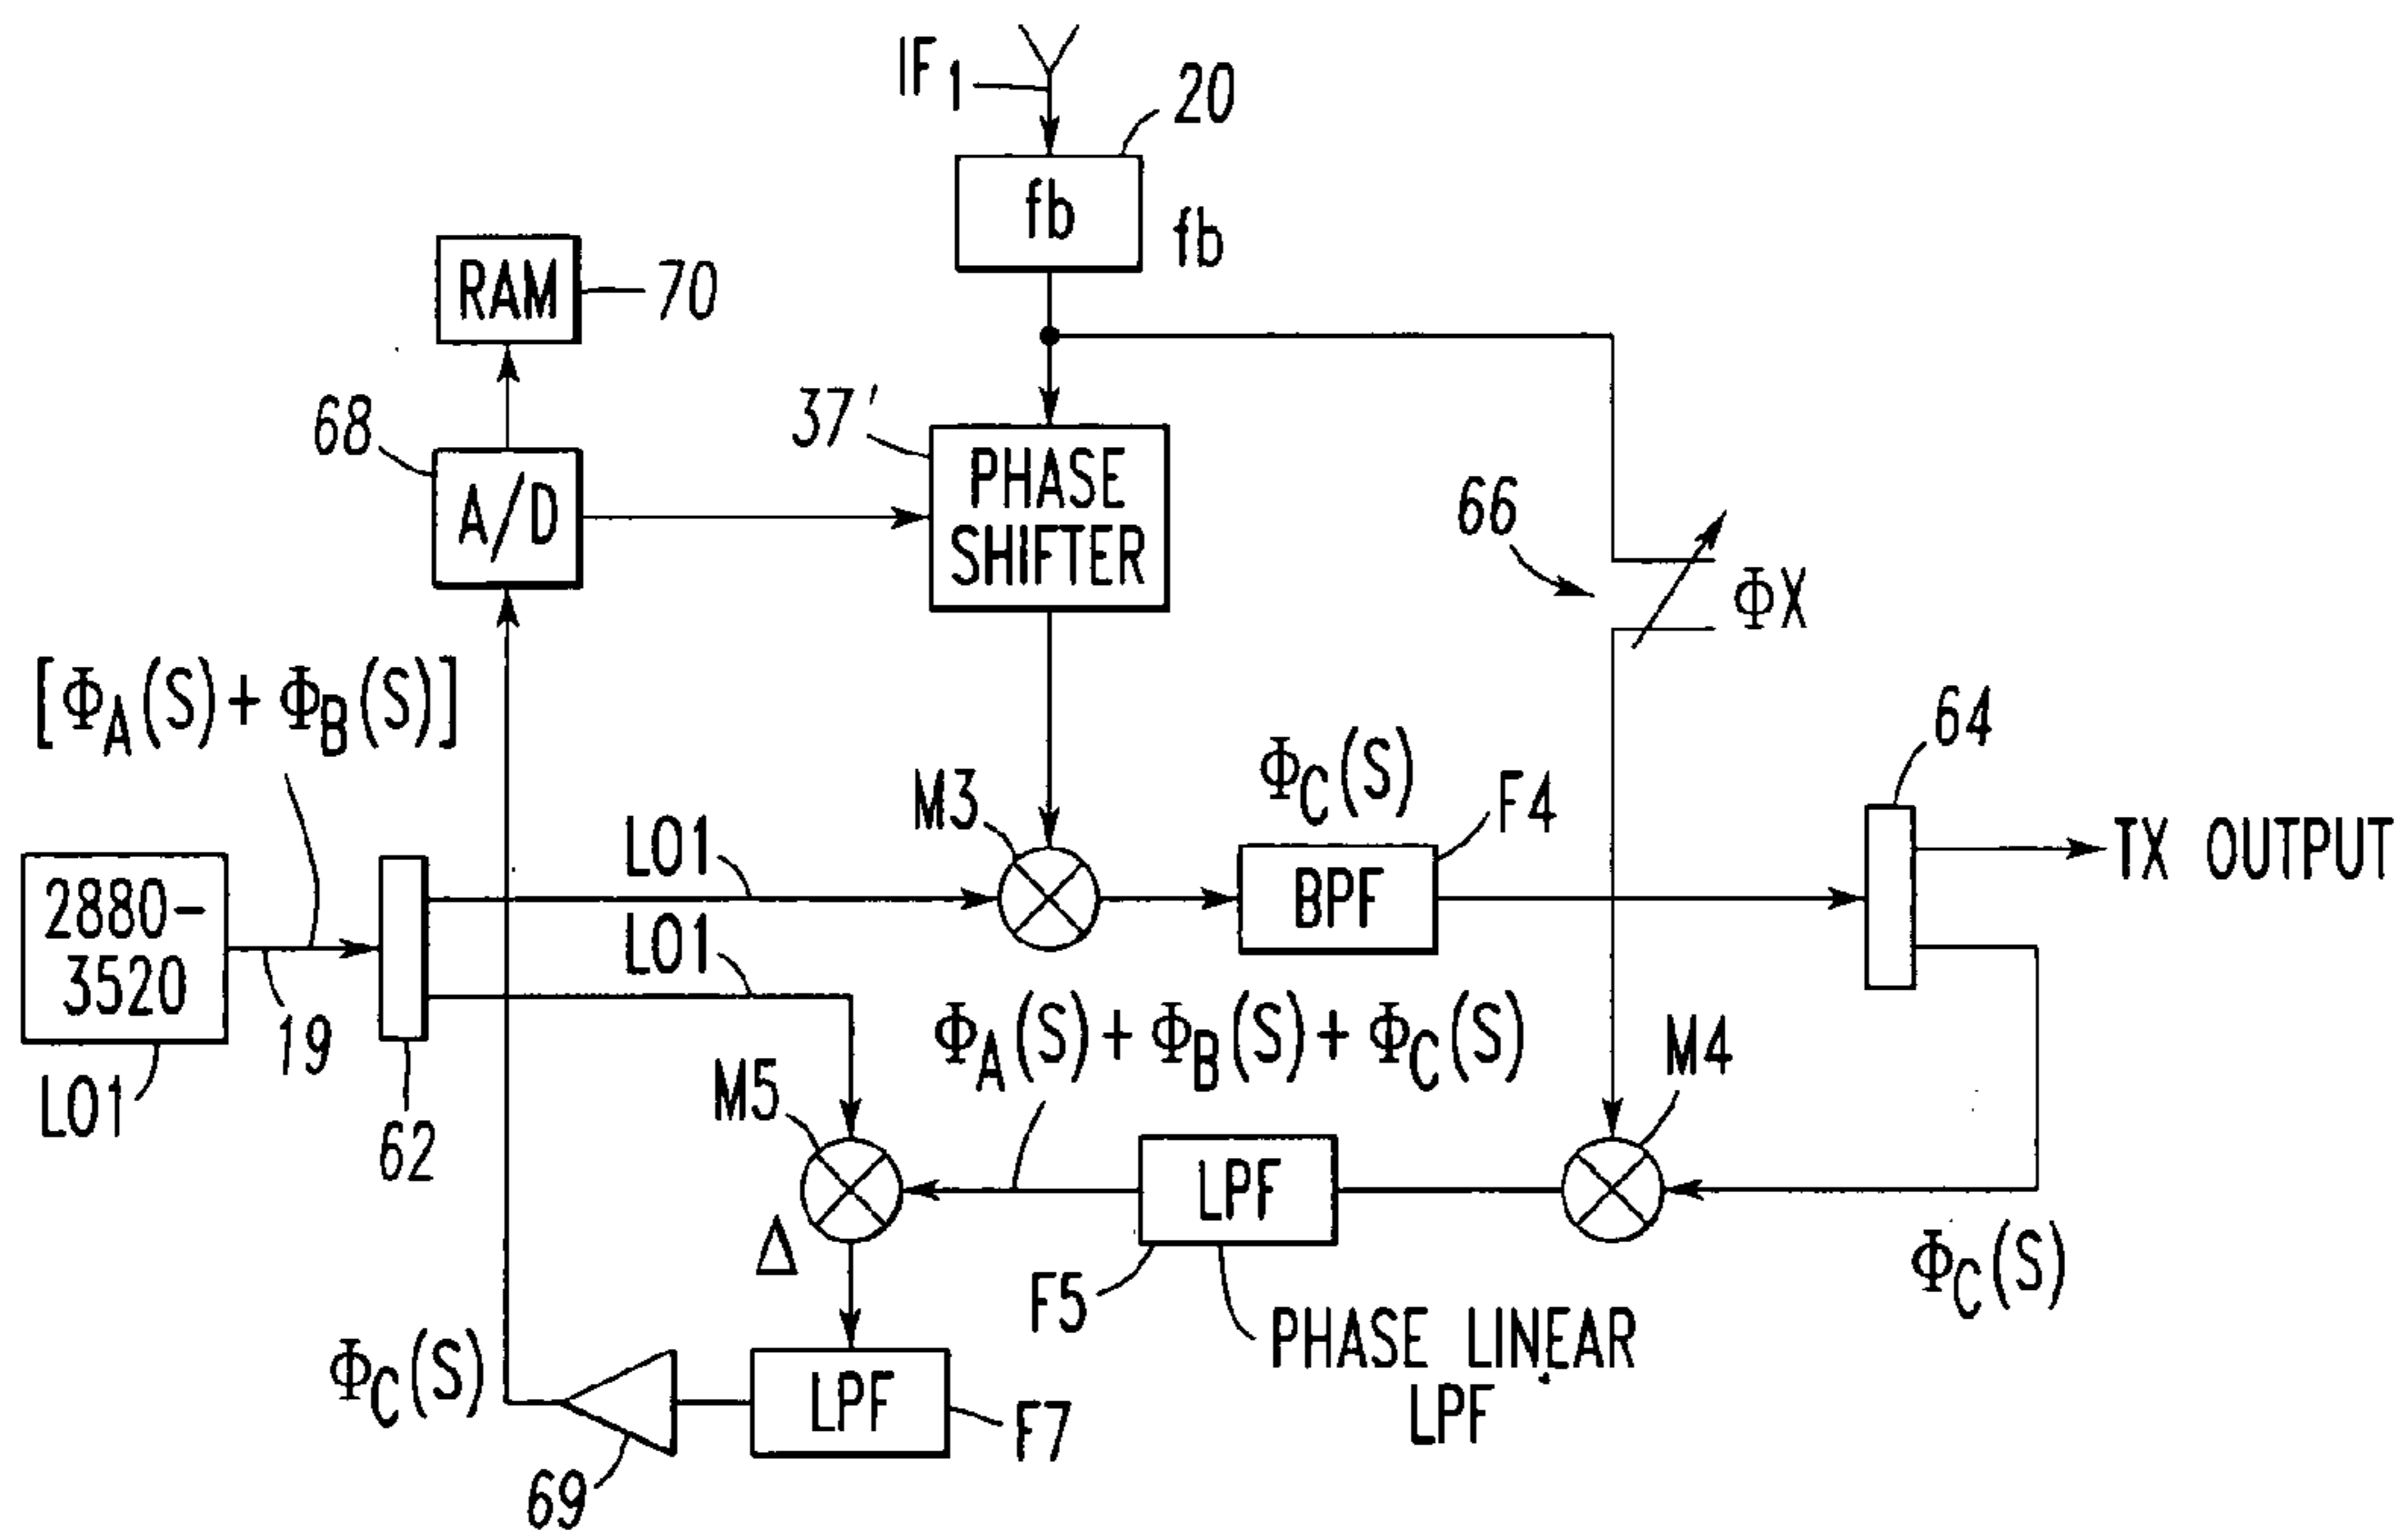 IF1
20
fb
fb
RAM
70
68
A/D
37'
PHASE
SHIFTER
66
ΦX
[ΦA(S)+ ΦB(S)]
64
M3
ΦC(S)
F4
LO1
2880-
3520
BPF
TX OUTPUT
LO1
19
LO1
62
M5
ΦA(S)+ ΦB(S)+ ΦC(S)
M4
LPF
Δ
F5
ΦC(S)
PHASE LINEAR
LPF
ΦC(S)
LPF
F7
69